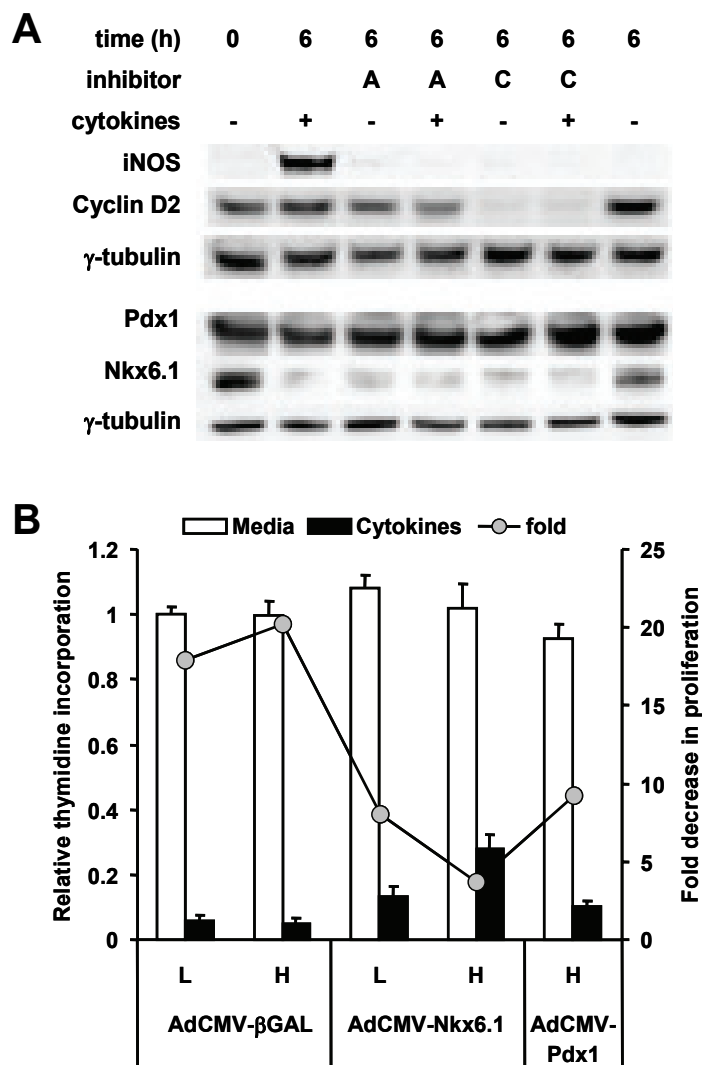 A
time (h) 0 6 6 6 6 6 6
inhibitor A A C C
cytokines - + - + - + -
iNOS
Cyclin D2
γ-tubulin
Pdx1
Nkx6.1
γ-tubulin
B
Media Cytokines fold
Relative thymidine incorporation
1.2
1
0.8
0.6
0.4
0.2
0
25
20
15
10
5
0
Fold decrease in proliferation
L H L H H
AdCMV-βGAL AdCMV-Nkx6.1 AdCMV-
Pdx1